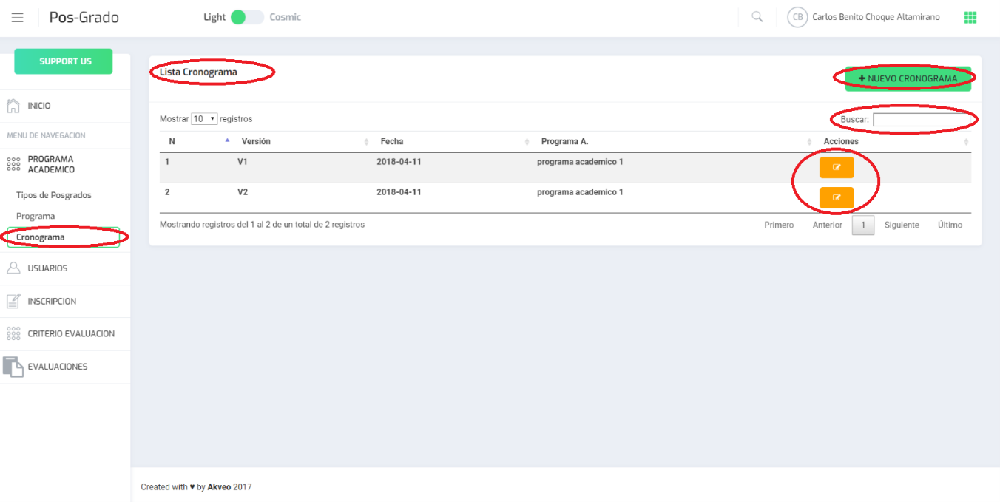 Pos-Grado Light Cosmic CB Carlos Benito Choque Altamirano
SUPPORT US
INICIO
MENU DE NAVEGACION
PROGRAMA
ACADEMICO
Tipos de Posgrados
Programa
Cronograma
USUARIOS
INSCRIPCION
CRITERIO EVALUACION
EVALUACIONES
Lista Cronograma
+ NUEVO CRONOGRAMA
Mostrar 10 registros Buscar:
N Versión Fecha Programa A. Acciones
1 V1 2018-04-11 programa academico 1
2 V2 2018-04-11 programa academico 1
Mostrando registros del 1 al 2 de un total de 2 registros Primero Anterior 1 Siguiente Último
Created with ♥ by Akveo 2017